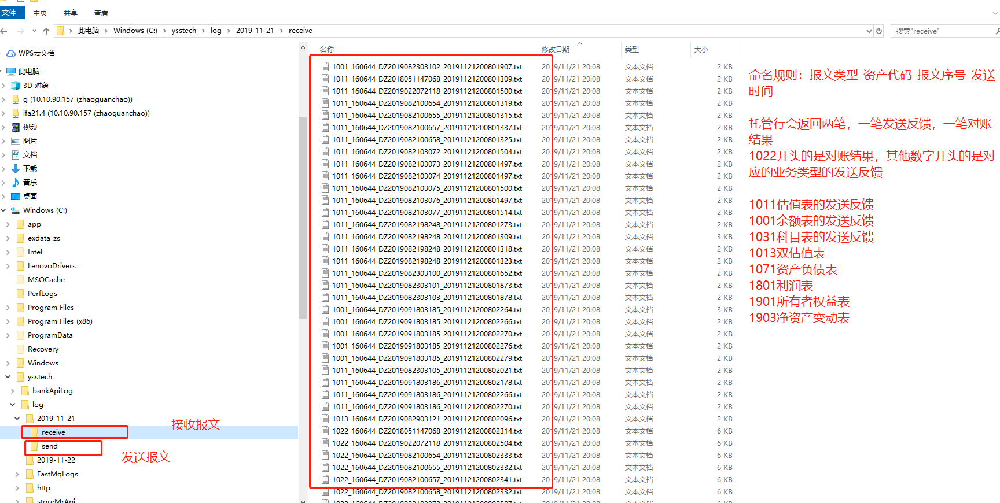 文件 主页 共享 查看
此电脑 Windows (C:) ysstech log 2019-11-21 receive
搜索"receive"
WPS云文档
此电脑
3D 对象
g (10.10.90.157 (zhaoguanchao))
ifa21.4 (10.10.90.157 (zhaoguanchao))
视频
图片
文档
下载
音乐
桌面
Windows (C:)
app
exdata_zs
Intel
LenovoDrivers
MSOCache
PerfLogs
Program Files
Program Files (x86)
ProgramData
Recovery
Windows
ysstech
bankApiLog
log
2019-11-21
receive
接收报文
send
发送报文
2019-11-22
FastMqLogs
http
storeMrApi
名称 修改日期 类型 大小
1001_160644_DZ2019082303102_20191121200801907.txt 2019/11/21 20:08 文本文档 2 KB
1011_160644_DZ2018051147068_20191121200801309.txt 2019/11/21 20:08 文本文档 2 KB
1011_160644_DZ2019022072118_20191121200801500.txt 2019/11/21 20:08 文本文档 2 KB
1011_160644_DZ2019082100654_20191121200801319.txt 2019/11/21 20:08 文本文档 2 KB
1011_160644_DZ2019082100655_20191121200801315.txt 2019/11/21 20:08 文本文档 2 KB
1011_160644_DZ2019082100657_20191121200801337.txt 2019/11/21 20:08 文本文档 2 KB
1011_160644_DZ2019082100658_20191121200801325.txt 2019/11/21 20:08 文本文档 2 KB
1011_160644_DZ2019082103072_20191121200801504.txt 2019/11/21 20:08 文本文档 2 KB
1011_160644_DZ2019082103073_20191121200801497.txt 2019/11/21 20:08 文本文档 2 KB
1011_160644_DZ2019082103074_20191121200801497.txt 2019/11/21 20:08 文本文档 2 KB
1011_160644_DZ2019082103075_20191121200801500.txt 2019/11/21 20:08 文本文档 2 KB
1011_160644_DZ2019082103076_20191121200801497.txt 2019/11/21 20:08 文本文档 2 KB
1011_160644_DZ2019082103077_20191121200801514.txt 2019/11/21 20:08 文本文档 2 KB
1011_160644_DZ2019082198248_20191121200801273.txt 2019/11/21 20:08 文本文档 2 KB
1011_160644_DZ2019082198248_20191121200801309.txt 2019/11/21 20:08 文本文档 3 KB
1011_160644_DZ2019082198248_20191121200801318.txt 2019/11/21 20:08 文本文档 2 KB
1011_160644_DZ2019082198248_20191121200801323.txt 2019/11/21 20:08 文本文档 2 KB
1011_160644_DZ2019082303100_20191121200801652.txt 2019/11/21 20:08 文本文档 2 KB
1011_160644_DZ2019082303101_20191121200801873.txt 2019/11/21 20:08 文本文档 2 KB
1011_160644_DZ2019082303103_20191121200801878.txt 2019/11/21 20:08 文本文档 2 KB
1001_160644_DZ2019091803185_20191121200802264.txt 2019/11/21 20:08 文本文档 3 KB
1001_160644_DZ2019091803185_20191121200802266.txt 2019/11/21 20:08 文本文档 2 KB
1001_160644_DZ2019091803185_20191121200802270.txt 2019/11/21 20:08 文本文档 2 KB
1001_160644_DZ2019091803185_20191121200802276.txt 2019/11/21 20:08 文本文档 2 KB
1001_160644_DZ2019091803185_20191121200802279.txt 2019/11/21 20:08 文本文档 2 KB
1011_160644_DZ2019082303105_20191121200802021.txt 2019/11/21 20:08 文本文档 2 KB
1011_160644_DZ2019091803186_20191121200802178.txt 2019/11/21 20:08 文本文档 2 KB
1011_160644_DZ2019091803186_20191121200802266.txt 2019/11/21 20:08 文本文档 2 KB
1011_160644_DZ2019091803186_20191121200802270.txt 2019/11/21 20:08 文本文档 2 KB
1013_160644_DZ2019082903121_20191121200802096.txt 2019/11/21 20:08 文本文档 2 KB
1022_160644_DZ2018051147068_20191121200802314.txt 2019/11/21 20:08 文本文档 6 KB
1022_160644_DZ2019022072118_20191121200802504.txt 2019/11/21 20:08 文本文档 6 KB
1022_160644_DZ2019082100654_20191121200802333.txt 2019/11/21 20:08 文本文档 6 KB
1022_160644_DZ2019082100655_20191121200802332.txt 2019/11/21 20:08 文本文档 6 KB
1022_160644_DZ2019082100657_20191121200802341.txt 2019/11/21 20:08 文本文档 6 KB
1022_160644_DZ2019082100658_20191121200802332.txt 2019/11/21 20:08 文本文档 6 KB
命名规则：报文类型_资产代码_报文序号_发送
时间
托管行会返回两笔，一笔发送反馈，一笔对账
结果
1022开头的是对账结果，其他数字开头的是对
应的业务类型的发送反馈
1011估值表的发送反馈
1001余额表的发送反馈
1031科目表的发送反馈
1013双估值表
1071资产负债表
1801利润表
1901所有者权益表
1903净资产变动表